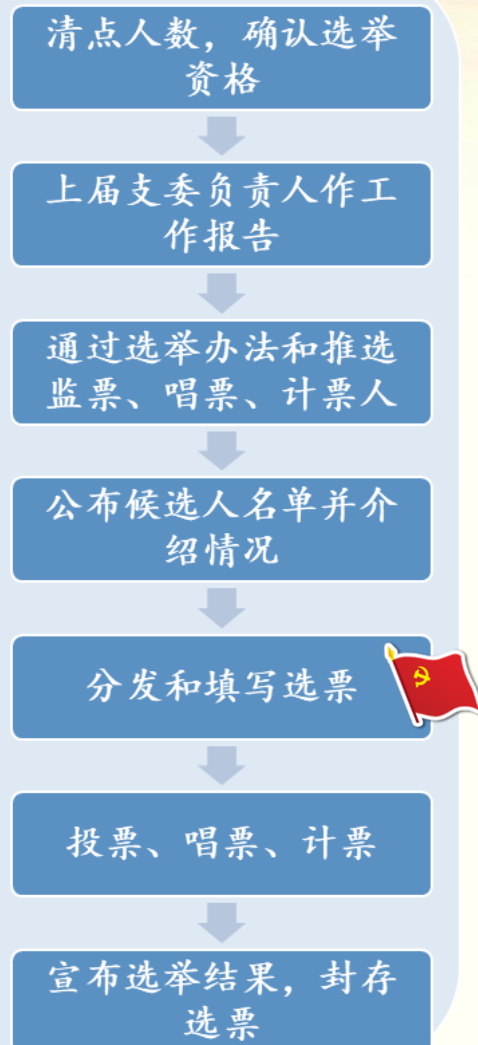 清点人数，确认选举
资格
上届支委负责人作工
作报告
通过选举办法和推选
监票、唱票、计票人
公布候选人名单并介
绍情况
分发和填写选票
投票、唱票、计票
宣布选举结果，封存
选票